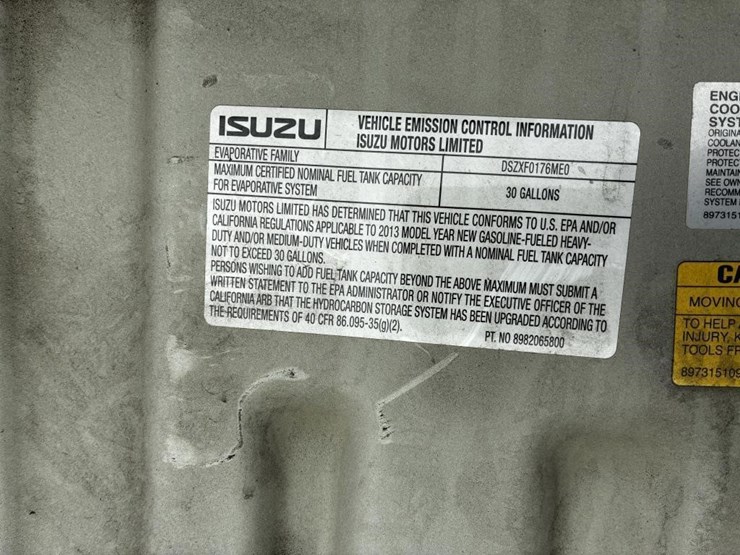 ISUZU
VEHICLE EMISSION CONTROL INFORMATION
ISUZU MOTORS LIMITED
EVAPORATIVE FAMILY
DSZXF0176ME0
MAXIMUM CERTIFIED NOMINAL FUEL TANK CAPACITY
FOR EVAPORATIVE SYSTEM
30 GALLONS
ISUZU MOTORS LIMITED HAS DETERMINED THAT THIS VEHICLE CONFORMS TO U.S. EPA AND/OR
CALIFORNIA REGULATIONS APPLICABLE TO 2013 MODEL YEAR NEW GASOLINE-FUELED HEAVY-
DUTY AND/OR MEDIUM-DUTY VEHICLES WHEN COMPLETED WITH A NOMINAL FUEL TANK CAPACITY
NOT TO EXCEED 30 GALLONS.
PERSONS WISHING TO ADD FUEL TANK CAPACITY BEYOND THE ABOVE MAXIMUM MUST SUBMIT A
WRITTEN STATEMENT TO THE EPA ADMINISTRATOR OR NOTIFY THE EXECUTIVE OFFICER OF THE
CALIFORNIA ARB THAT THE HYDROCARBON STORAGE SYSTEM HAS BEEN UPGRADED ACCORDING TO
THE REQUIREMENTS OF 40 CFR 86.095-35(g)(2).
PT. NO 8982065800
ENGI
COO
SYST
ORIGINA
COOLAN
PROTEC
PROTEC
MAINTAIN
SEE OWN
RECOMM
SYSTEM
8973151
CA
MOVING
TO HELP
INJURY, K
TOOLS FR
897315109